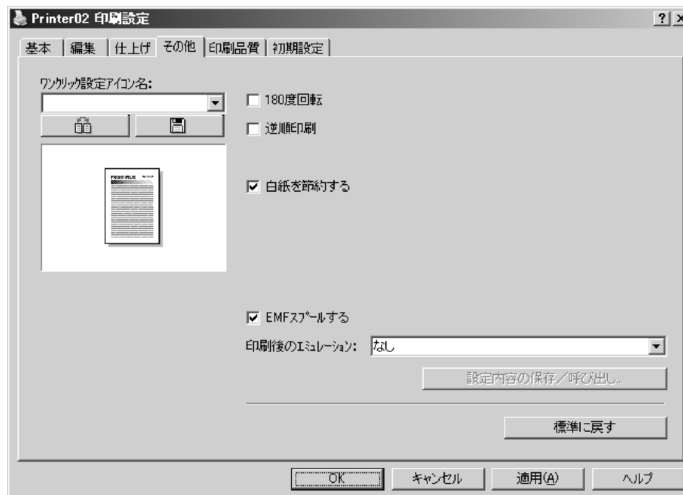 Printer02 印刷設定
基本 編集 仕上げ その他 印刷品質 初期設定
ワンクリック設定アイコン名:
180度回転
逆順印刷
白紙を節約する
EMFスプールする
印刷後のエミュレーション: なし
設定内容の保存/呼び出し...
標準に戻す
OK キャンセル 適用(A) ヘルプ